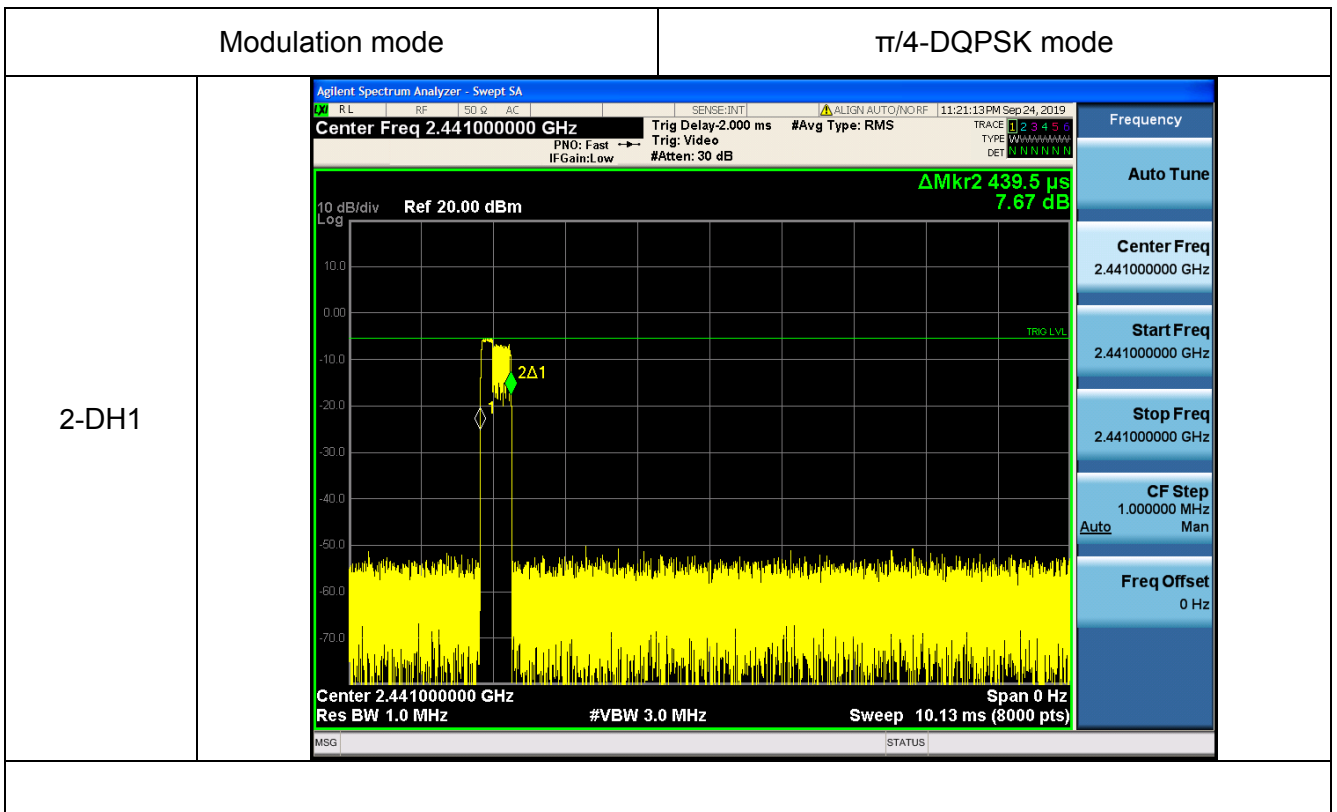 Modulation mode π/4-DQPSK mode
2-DH1
Agilent Spectrum Analyzer - Swept SA
LXI RL RF 50 Ω AC SENSE:INT ALIGN AUTO/NO RF 11:21:13 PM Sep 24, 2019
Center Freq 2.441000000 GHz Trig Delay-2.000 ms #Avg Type: RMS TRACE 1 2 3 4 5 6
PNO: Fast Trig: Video TYPE WWWWWW
IFGain:Low #Atten: 30 dB DET N N N N N N
ΔMkr2 439.5 µs
7.67 dB
10 dB/div Ref 20.00 dBm
Log
10.0
0.00
TRIG LVL
-10.0
2Δ1
-20.0
1
-30.0
-40.0
-50.0
-60.0
-70.0
Center 2.441000000 GHz Span 0 Hz
Res BW 1.0 MHz #VBW 3.0 MHz Sweep 10.13 ms (8000 pts)
MSG STATUS
Frequency
Auto Tune
Center Freq
2.441000000 GHz
Start Freq
2.441000000 GHz
Stop Freq
2.441000000 GHz
CF Step
1.000000 MHz
Auto Man
Freq Offset
0 Hz